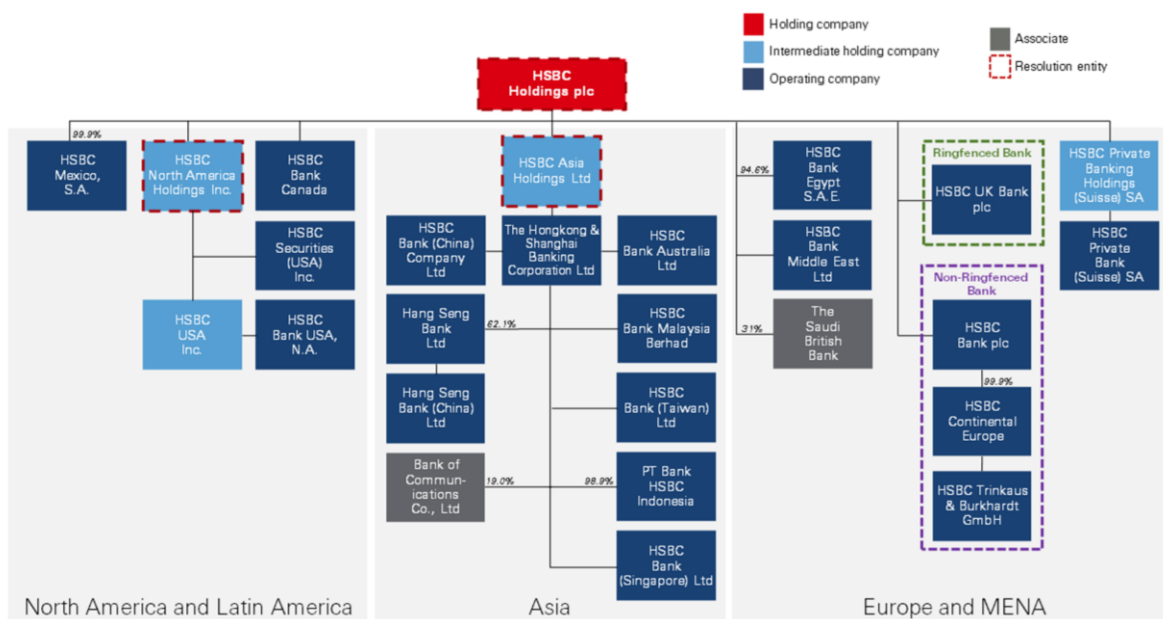 Holding company
Intermediate holding company
Operating company
Associate
Resolution entity
HSBC
Holdings plc
99.9%
HSBC
Mexico,
S.A.
HSBC
North America
Holdings Inc.
HSBC
Bank
Canada
HSBC
Securities
(USA)
Inc.
HSBC
USA
Inc.
HSBC
Bank USA,
N.A.
North America and Latin America
HSBC Asia
Holdings Ltd
HSBC
Bank (China)
Company
Ltd
The Hongkong &
Shanghai
Banking
Corporation Ltd
HSBC
Bank Australia
Ltd
Hang Seng
Bank
Ltd
62.1%
HSBC
Bank Malaysia
Berhad
Hang Seng
Bank (China)
Ltd
HSBC
Bank (Taiwan)
Ltd
Bank of
Commun-
ications
Co., Ltd
19.0%
98.9%
PT Bank
HSBC
Indonesia
HSBC
Bank
(Singapore) Ltd
Asia
94.6%
HSBC
Bank
Egypt
S.A.E.
HSBC
Bank
Middle East
Ltd
31%
The
Saudi
British
Bank
Ringfenced Bank
HSBC UK Bank
plc
Non-Ringfenced
Bank
HSBC
Bank plc
99.9%
HSBC
Continental
Europe
HSBC Trinkaus
& Burkhardt
GmbH
HSBC Private
Banking
Holdings
(Suisse) SA
HSBC
Private
Bank
(Suisse) SA
Europe and MENA